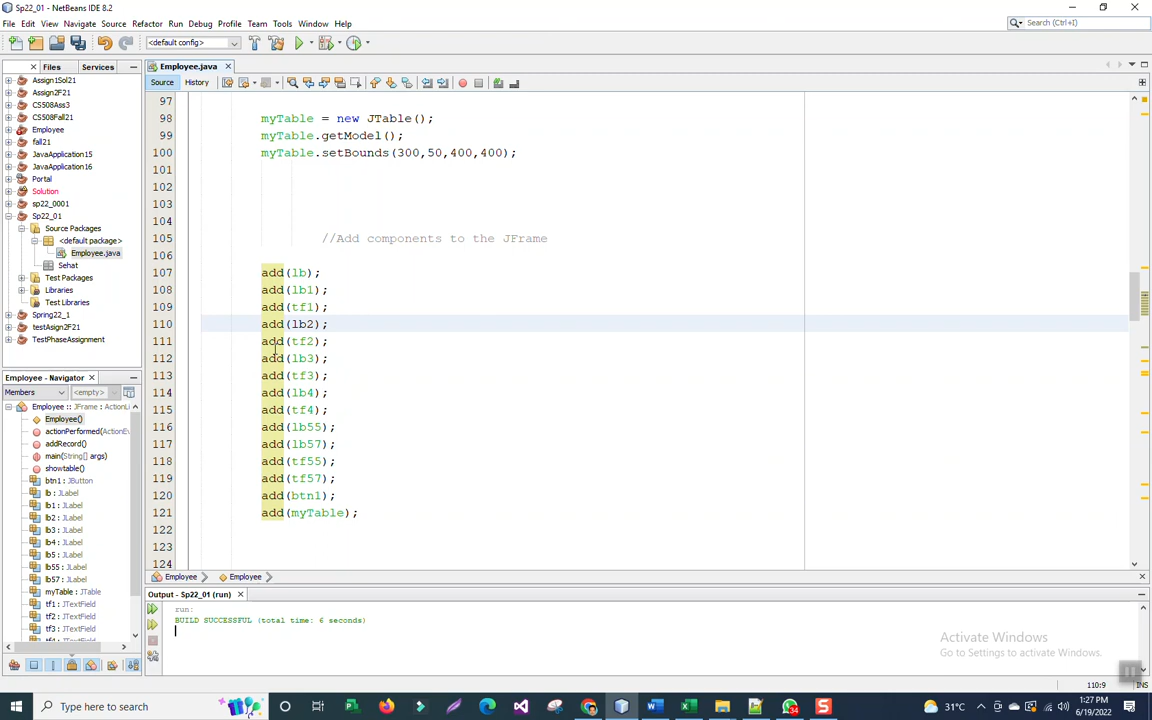 Sp22_01 - NetBeans IDE 8.2
File Edit View Navigate Source Refactor Run Debug Profile Team Tools Window Help
Search (Ctrl+I)
<default config>
Files Services
Employee.java
Source History
Assign1Sol21
Assign2F21
CS508Ass3
CS508Fall21
Employee
fall21
JavaApplication15
JavaApplication16
Portal
Solution
sp22_0001
Sp22_01
Source Packages
<default package>
Employee.java
Sehat
Test Packages
Libraries
Test Libraries
Spring22_1
testAsign2F21
TestPhaseAssignment
97
98 myTable = new JTable();
99 myTable.getModel();
100 myTable.setBounds(300,50,400,400);
101
102
103
104
105 //Add components to the JFrame
106
107 add(lb);
108 add(lb1);
109 add(tf1);
110 add(lb2);
111 add(tf2);
112 add(lb3);
113 add(tf3);
114 add(lb4);
115 add(tf4);
116 add(lb55);
117 add(lb57);
118 add(tf55);
119 add(tf57);
120 add(btn1);
121 add(myTable);
122
123
124
Employee - Navigator
Members <empty>
Employee :: JFrame : ActionLi
Employee()
actionPerformed(ActionEv
addRecord()
main(String[] args)
showtable()
btn1 : JButton
lb : JLabel
lb1 : JLabel
lb2 : JLabel
lb3 : JLabel
lb4 : JLabel
lb5 : JLabel
lb55 : JLabel
lb57 : JLabel
myTable : JTable
tf1 : JTextField
tf2 : JTextField
tf3 : JTextField
tf4 : JTextField
Employee Employee
Output - Sp22_01 (run)
run:
BUILD SUCCESSFUL (total time: 6 seconds)
Activate Windows
Go to Settings to activate Windows.
110:9 INS
Type here to search
34
31°C
1:27 PM
6/19/2022